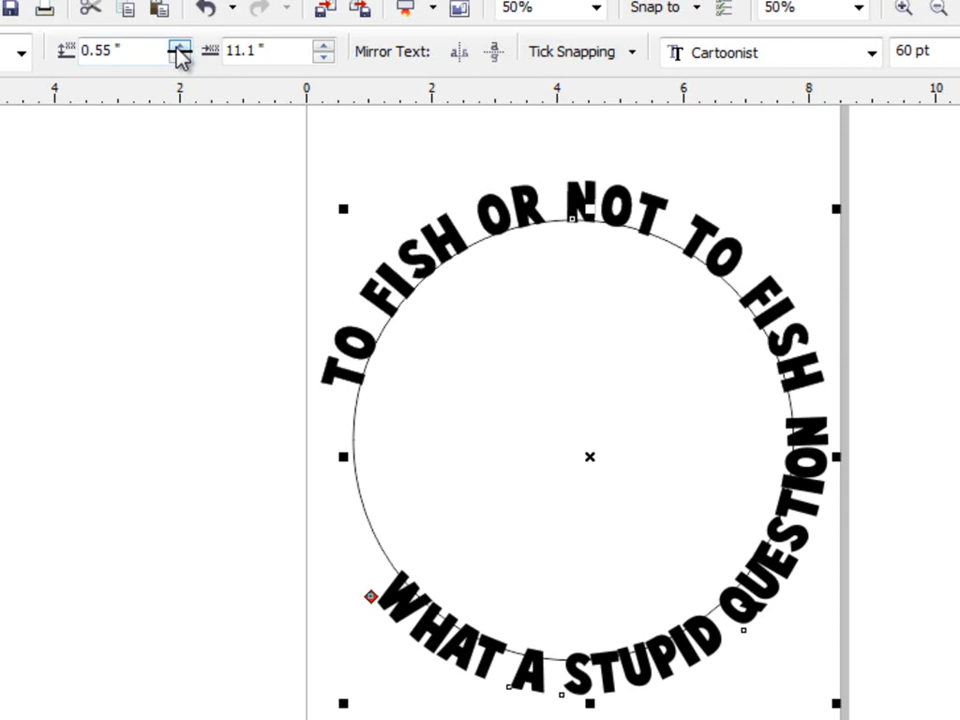 50% Snap to 50%
0.55 " 11.1 " Mirror Text: Tick Snapping Cartoonist 60 pt
4 2 0 2 4 6 8 10
TO FISH OR NOT TO FISH
WHAT A STUPID QUESTION